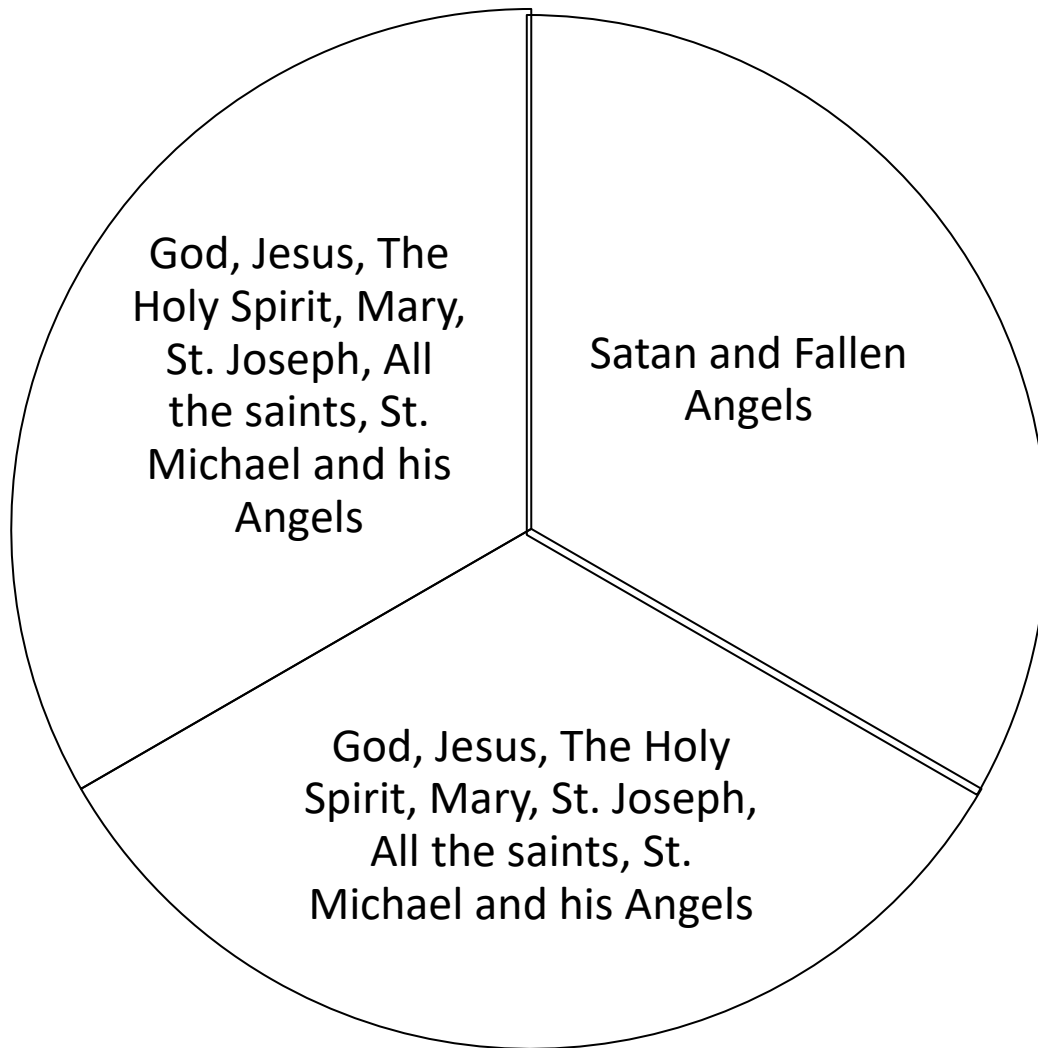 God, Jesus, The
Holy Spirit, Mary,
St. Joseph, All
the saints, St.
Michael and his
Angels
Satan and Fallen
Angels
God, Jesus, The Holy
Spirit, Mary, St. Joseph,
All the saints, St.
Michael and his Angels